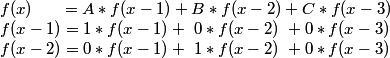 f(x) = A * f(x − 1) + B * f(x − 2) + C * f(x − 3)
f(x − 1) = 1 * f(x − 1) + 0 * f(x − 2) + 0 * f(x − 3)
f(x − 2) = 0 * f(x − 1) + 1 * f(x − 2) + 0 * f(x − 3)